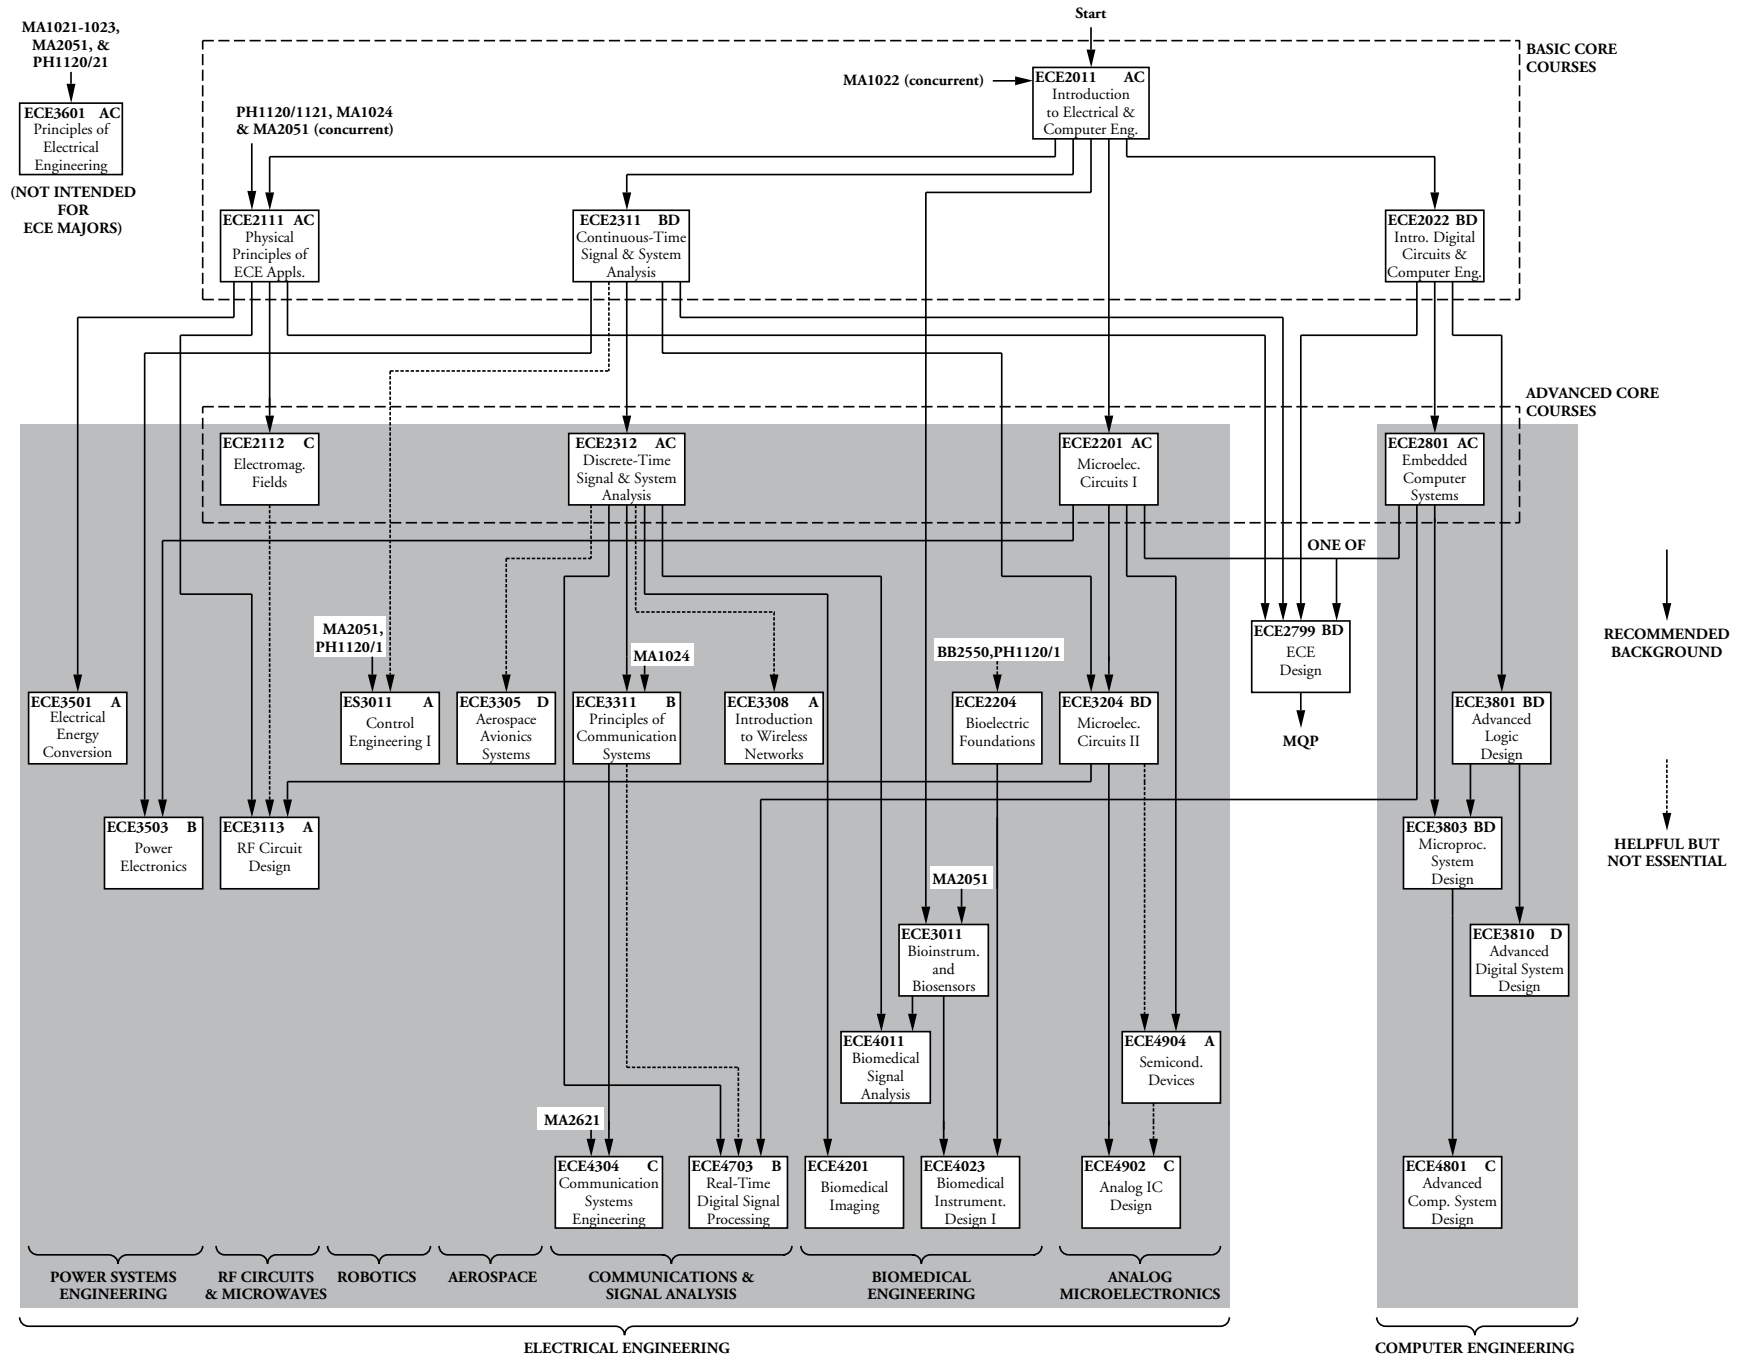 Start
MA1021-1023,
MA2051, &
PH1120/21
BASIC CORE
COURSES
MA1022 (concurrent)
ECE2011 AC
Introduction
to Electrical &
Computer Eng.
ECE3601 AC
Principles of
Electrical
Engineering
(NOT INTENDED
FOR
ECE MAJORS)
PH1120/1121, MA1024
& MA2051 (concurrent)
ECE2111 AC
Physical
Principles of
ECE Appls.
ECE2311 BD
Continuous-Time
Signal & System
Analysis
ECE2022 BD
Intro. Digital
Circuits &
Computer Eng.
ADVANCED CORE
COURSES
ECE2112 C
Electromag.
Fields
ECE2312 AC
Discrete-Time
Signal & System
Analysis
ECE2201 AC
Microelec.
Circuits I
ECE2801 AC
Embedded
Computer
Systems
ONE OF
RECOMMENDED
BACKGROUND
MA2051,
PH1120/1
MA1024
BB2550,PH1120/1
ECE2799 BD
ECE
Design
MQP
ECE3501 A
Electrical
Energy
Conversion
ES3011 A
Control
Engineering I
ECE3305 D
Aerospace
Avionics
Systems
ECE3311 B
Principles of
Communication
Systems
ECE3308 A
Introduction
to Wireless
Networks
ECE2204
Bioelectric
Foundations
ECE3204 BD
Microelec.
Circuits II
ECE3801 BD
Advanced
Logic
Design
ECE3503 B
Power
Electronics
ECE3113 A
RF Circuit
Design
ECE3803 BD
Microproc.
System
Design
HELPFUL BUT
NOT ESSENTIAL
MA2051
ECE3011
Bioinstrum.
and
Biosensors
ECE3810 D
Advanced
Digital System
Design
ECE4011
Biomedical
Signal
Analysis
ECE4904 A
Semicond.
Devices
MA2621
ECE4304 C
Communication
Systems
Engineering
ECE4703 B
Real-Time
Digital Signal
Processing
ECE4201
Biomedical
Imaging
ECE4023
Biomedical
Instrument.
Design I
ECE4902 C
Analog IC
Design
ECE4801 C
Advanced
Comp. System
Design
POWER SYSTEMS
ENGINEERING
RF CIRCUITS
& MICROWAVES
ROBOTICS
AEROSPACE
COMMUNICATIONS &
SIGNAL ANALYSIS
BIOMEDICAL
ENGINEERING
ANALOG
MICROELECTRONICS
ELECTRICAL ENGINEERING
COMPUTER ENGINEERING